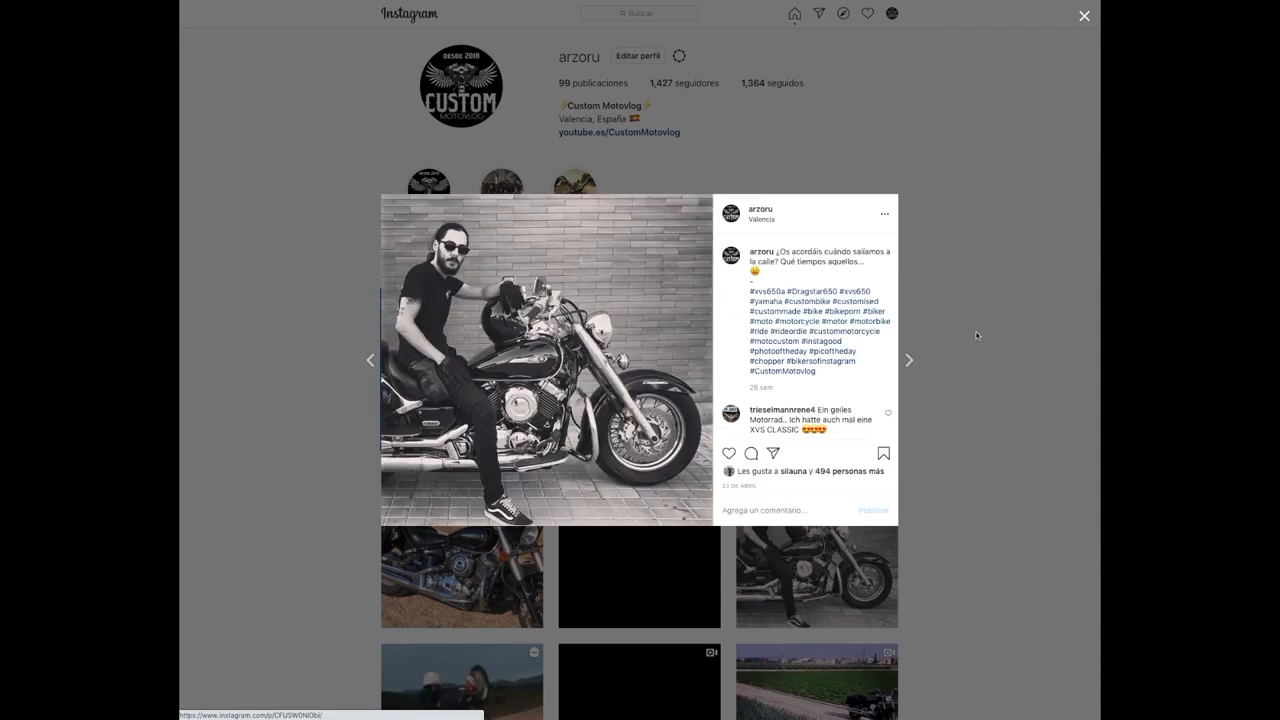 Instagram
Buscar
DESDE 2018
CUSTOM
MOTOVLOG
arzoru
Editar perfil
99 publicaciones
1,427 seguidores
1,364 seguidos
⚡Custom Motovlog⚡
Valencia, España 🇪🇸
youtube.es/CustomMotovlog
arzoru
Valencia
arzoru ¿Os acordáis cuándo salíamos a
la calle? Qué tiempos aquellos...
😩
-
#xvs650a #Dragstar650 #xvs650
#yamaha #custombike #customised
#custommade #bike #bikeporn #biker
#moto #motorcycle #motor #motorbike
#ride #rideordie #custommotorcycle
#motocustom #instagood
#photooftheday #picoftheday
#chopper #bikersofinstagram
#CustomMotovlog
26 sem
trieselmannrene4 Ein geiles
Motorrad.. Ich hatte auch mal eine
XVS CLASSIC 😍😍😍
Les gusta a silauna y 494 personas más
23 DE ABRIL
Agrega un comentario...
Publicar
https://www.instagram.com/p/CFUSW0NIDbi/